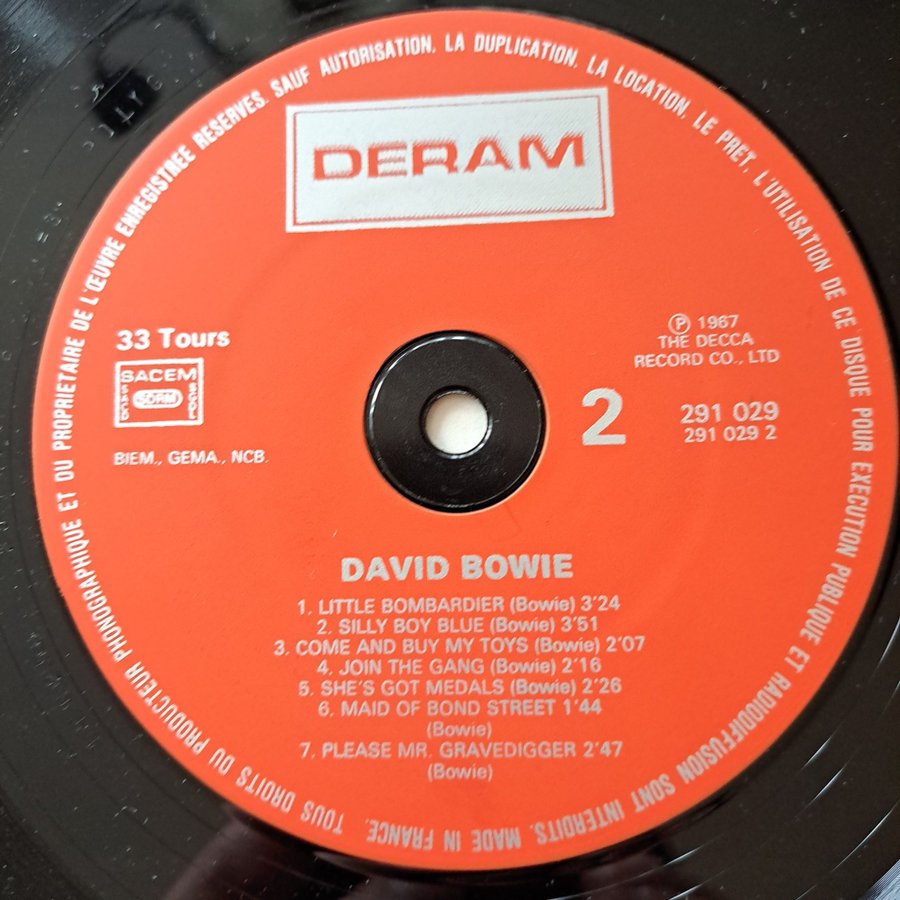 TOUS DROITS DU PRODUCTEUR PHONOGRAPHIQUE ET DU PROPRIETAIRE DE L'ŒUVRE ENREGISTREE RESERVES. SAUF AUTORISATION, LA DUPLICATION, LA LOCATION, LE PRET, L'UTILISATION DE CE DISQUE POUR EXECUTION PUBLIQUE ET RADIODIFFUSION SONT INTERDITS. MADE IN FRANCE.
DERAM
33 Tours
SACEM
SACD
SDRM
SGDL
BIEM., GEMA., NCB.
℗ 1967
THE DECCA
RECORD CO., LTD
2
291 029
291 029 2
DAVID BOWIE
1. LITTLE BOMBARDIER (Bowie) 3'24
2. SILLY BOY BLUE (Bowie) 3'51
3. COME AND BUY MY TOYS (Bowie) 2'07
4. JOIN THE GANG (Bowie) 2'16
5. SHE'S GOT MEDALS (Bowie) 2'26
6. MAID OF BOND STREET 1'44
(Bowie)
7. PLEASE MR. GRAVEDIGGER 2'47
(Bowie)